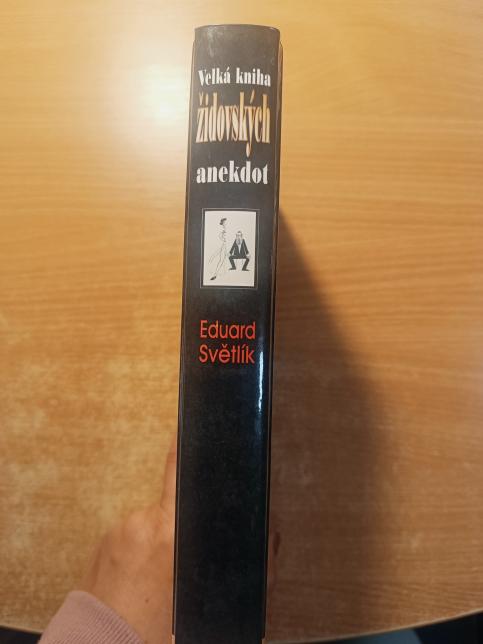 Velká kniha
židovských
anekdot
Eduard
Světlík